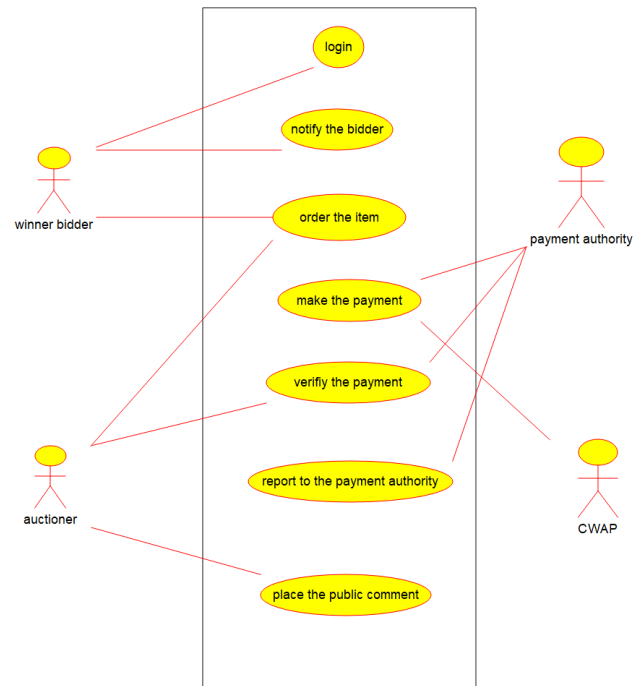 login
notify the bidder
winner bidder
order the item
payment authority
make the payment
verifiy the payment
report to the payment authority
auctioner
CWAP
place the public comment